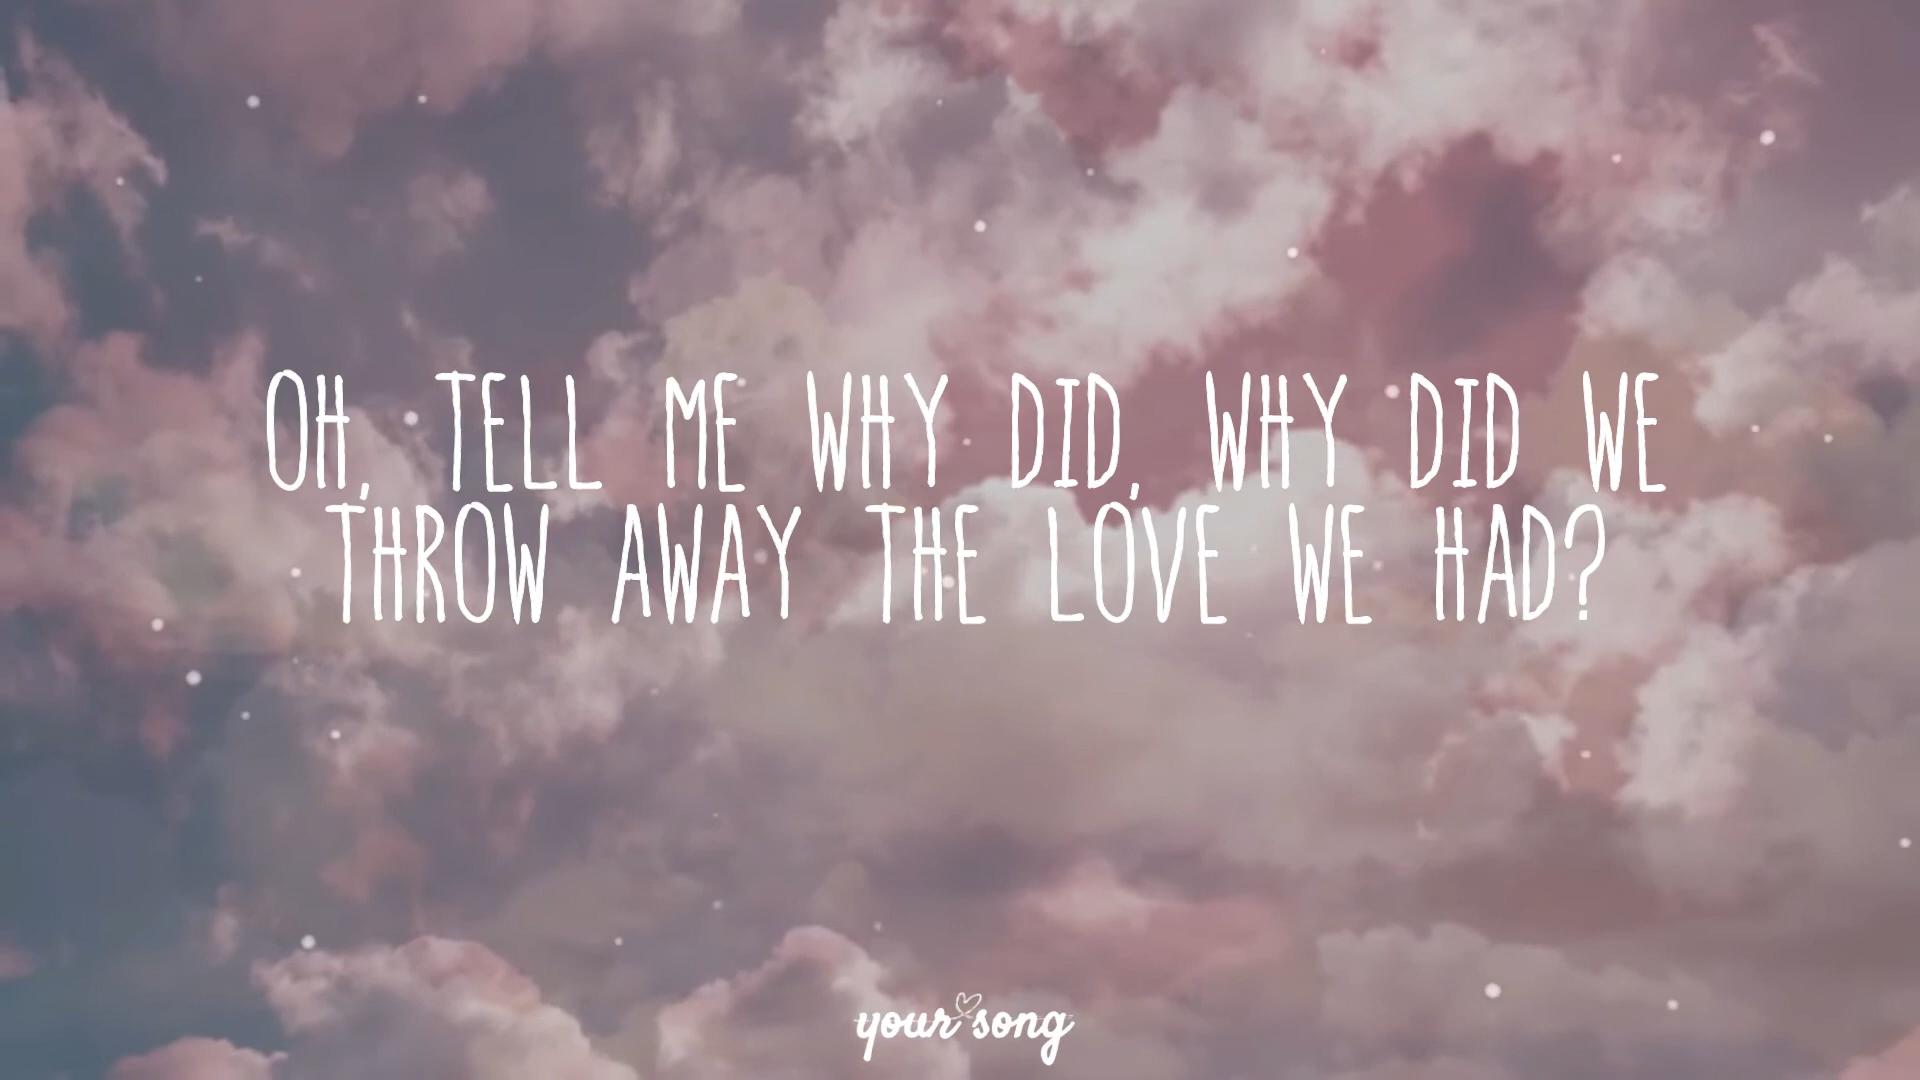 OH, TELL ME WHY DID, WHY DID WE
THROW AWAY THE LOVE WE HAD?
your song